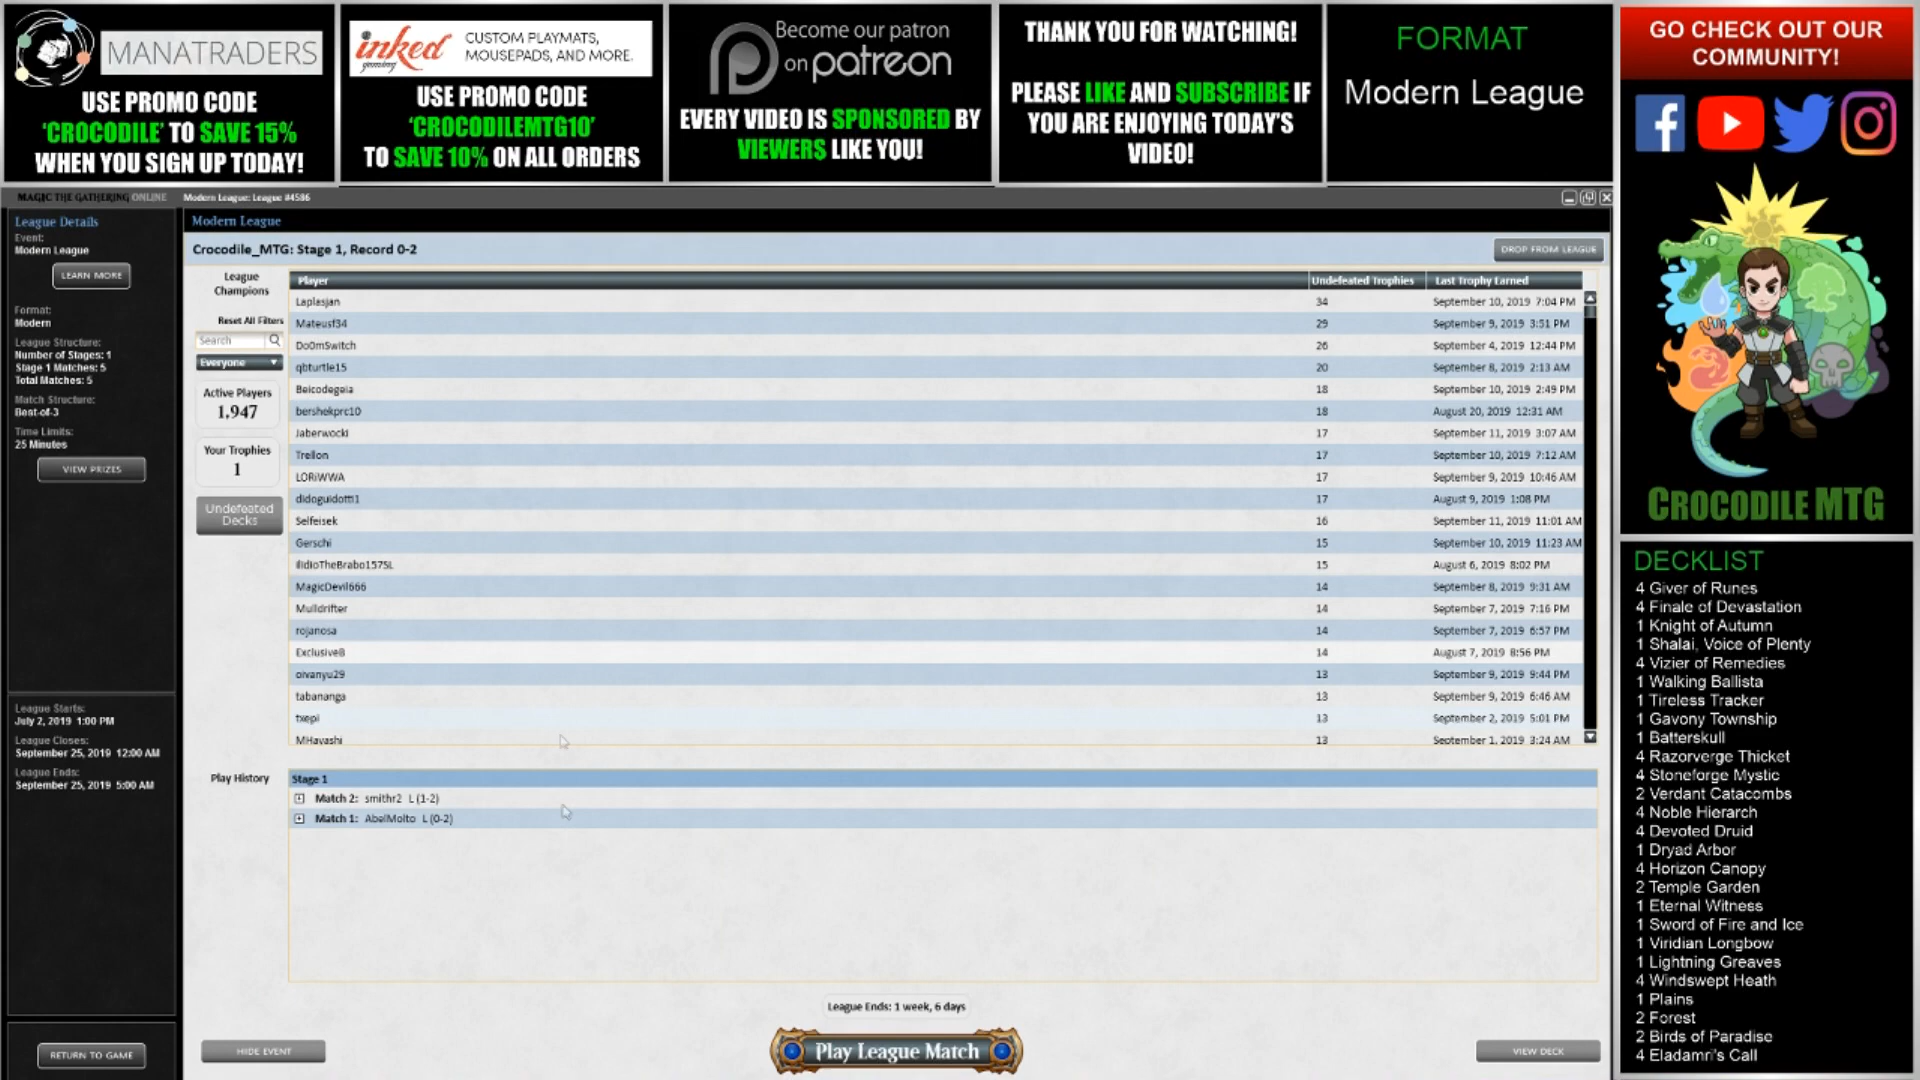 MANATRADERS
USE PROMO CODE
'CROCODILE' TO SAVE 15%
WHEN YOU SIGN UP TODAY!
inked
gaming
CUSTOM PLAYMATS,
MOUSEPADS, AND MORE.
USE PROMO CODE
'CROCODILEMTG10'
TO SAVE 10% ON ALL ORDERS
Become our patron
on patreon
EVERY VIDEO IS SPONSORED BY
VIEWERS LIKE YOU!
THANK YOU FOR WATCHING!
PLEASE LIKE AND SUBSCRIBE IF
YOU ARE ENJOYING TODAY'S
VIDEO!
FORMAT
Modern League
GO CHECK OUT OUR
COMMUNITY!
CROCODILE MTG
MAGIC THE GATHERING ONLINE
Modern League: League #4586
League Details
Event:
Modern League
LEARN MORE
Format:
Modern
League Structure:
Number of Stages: 1
Stage 1 Matches: 5
Total Matches: 5
Match Structure:
Best-of-3
Time Limits:
25 Minutes
VIEW PRIZES
League Starts:
July 2, 2019 1:00 PM
League Closes:
September 25, 2019 12:00 AM
League Ends:
September 25, 2019 5:00 AM
RETURN TO GAME
Modern League
Crocodile_MTG: Stage 1, Record 0-2
DROP FROM LEAGUE
League
Champions
Reset All Filters
Search
Everyone
Active Players
1,947
Your Trophies
1
Undefeated
Decks
Player Undefeated Trophies Last Trophy Earned
Laplasjan 34 September 10, 2019 7:04 PM
Mateusf34 29 September 9, 2019 3:51 PM
Do0mSwitch 26 September 4, 2019 12:44 PM
qbturtle15 20 September 8, 2019 2:13 AM
Beicodegeia 18 September 10, 2019 2:49 PM
bershekprc10 18 August 20, 2019 12:31 AM
Jaberwocki 17 September 11, 2019 3:07 AM
Trellon 17 September 10, 2019 7:12 AM
LORiWWA 17 September 9, 2019 10:46 AM
didoguidotti1 17 August 9, 2019 1:08 PM
Selfeisek 16 September 11, 2019 11:01 AM
Gerschi 15 September 10, 2019 11:23 AM
IlidioTheBrabo1575L 15 August 6, 2019 8:02 PM
MagicDevil666 14 September 8, 2019 9:31 AM
Mulldrifter 14 September 7, 2019 7:16 PM
rojanosa 14 September 7, 2019 6:57 PM
ExclusiveB 14 August 7, 2019 8:56 PM
oivanyu29 13 September 9, 2019 9:44 PM
tabananga 13 September 9, 2019 6:46 AM
txepi 13 September 2, 2019 5:01 PM
MHayashi 13 September 1, 2019 3:24 AM
Play History
Stage 1
Match 2: smithr2 L (1-2)
Match 1: AbelMolto L (0-2)
League Ends: 1 week, 6 days
HIDE EVENT
Play League Match
VIEW DECK
DECKLIST
4 Giver of Runes
4 Finale of Devastation
1 Knight of Autumn
1 Shalai, Voice of Plenty
4 Vizier of Remedies
1 Walking Ballista
1 Tireless Tracker
1 Gavony Township
1 Batterskull
4 Razorverge Thicket
4 Stoneforge Mystic
2 Verdant Catacombs
4 Noble Hierarch
4 Devoted Druid
1 Dryad Arbor
4 Horizon Canopy
2 Temple Garden
1 Eternal Witness
1 Sword of Fire and Ice
1 Viridian Longbow
1 Lightning Greaves
4 Windswept Heath
1 Plains
2 Forest
2 Birds of Paradise
4 Eladamri's Call